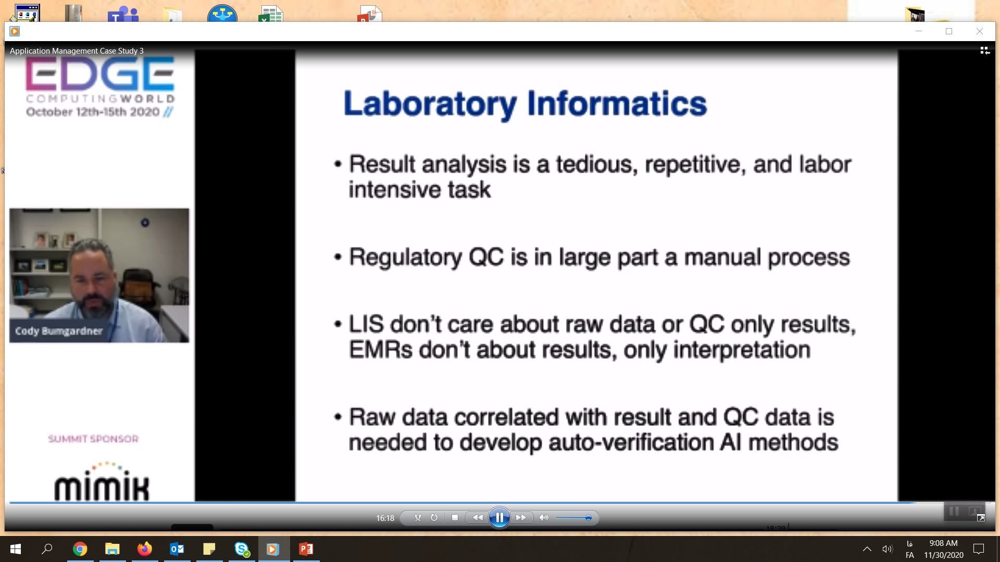 Application Management Case Study 3
EDGE
COMPUTINGWORLD
October 12th-15th 2020 //
Laboratory Informatics
• Result analysis is a tedious, repetitive, and labor
intensive task
• Regulatory QC is in large part a manual process
• LIS don't care about raw data or QC only results,
EMRs don't about results, only interpretation
• Raw data correlated with result and QC data is
needed to develop auto-verification AI methods
Cody Bumgardner
SUMMIT SPONSOR
mimik
16:18
18:39
فا
FA
9:08 AM
11/30/2020